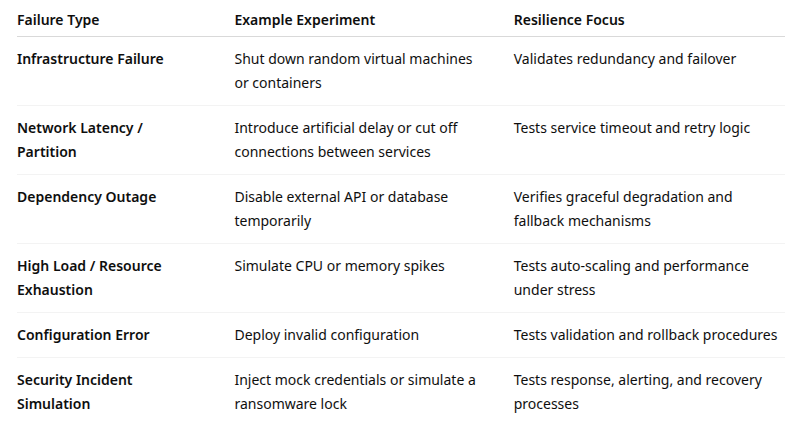 Failure Type Example Experiment Resilience Focus
Infrastructure Failure Shut down random virtual machines Validates redundancy and failover
or containers
Network Latency / Introduce artificial delay or cut off Tests service timeout and retry logic
Partition connections between services
Dependency Outage Disable external API or database Verifies graceful degradation and
temporarily fallback mechanisms
High Load / Resource Simulate CPU or memory spikes Tests auto-scaling and performance
Exhaustion under stress
Configuration Error Deploy invalid configuration Tests validation and rollback procedures
Security Incident Inject mock credentials or simulate a Tests response, alerting, and recovery
Simulation ransomware lock processes